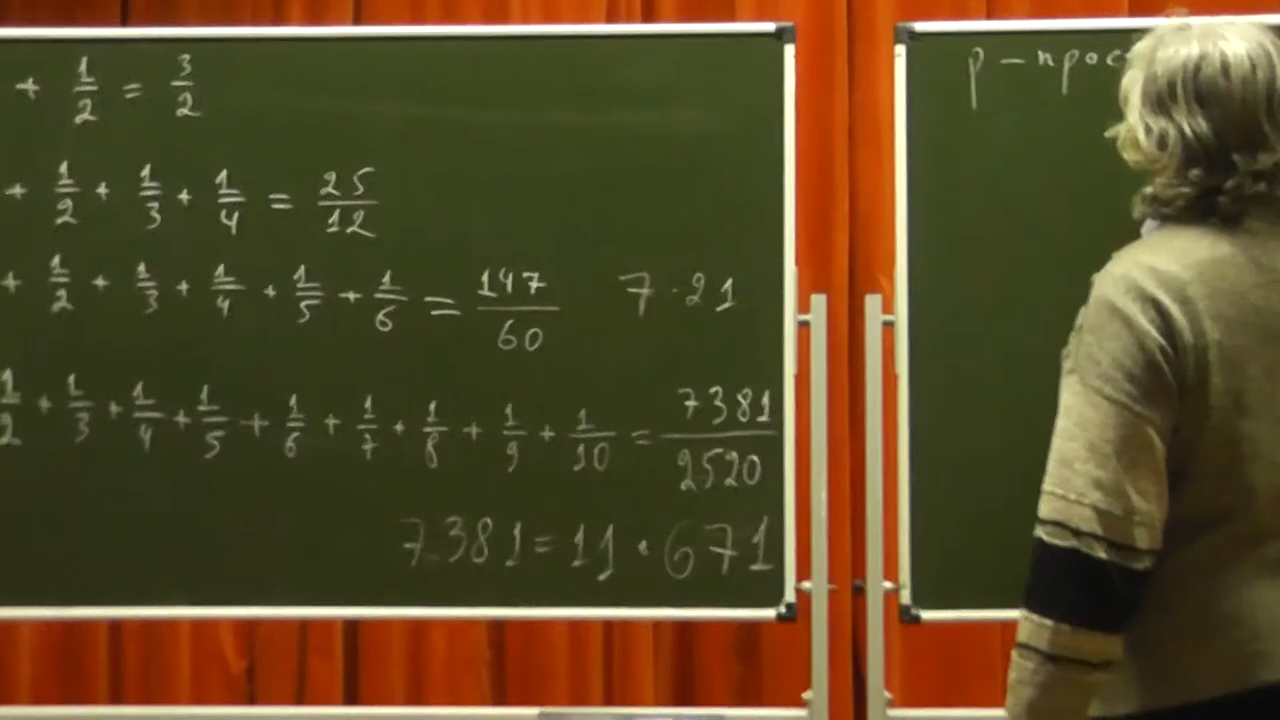 + 1/2 = 3/2
+ 1/2 + 1/3 + 1/4 = 25/12
+ 1/2 + 1/3 + 1/4 + 1/5 + 1/6 = 147/60 7·21
1/2 + 1/3 + 1/4 + 1/5 + 1/6 + 1/7 + 1/8 + 1/9 + 1/10 = 7381/2520
7381 = 11 · 671
p –